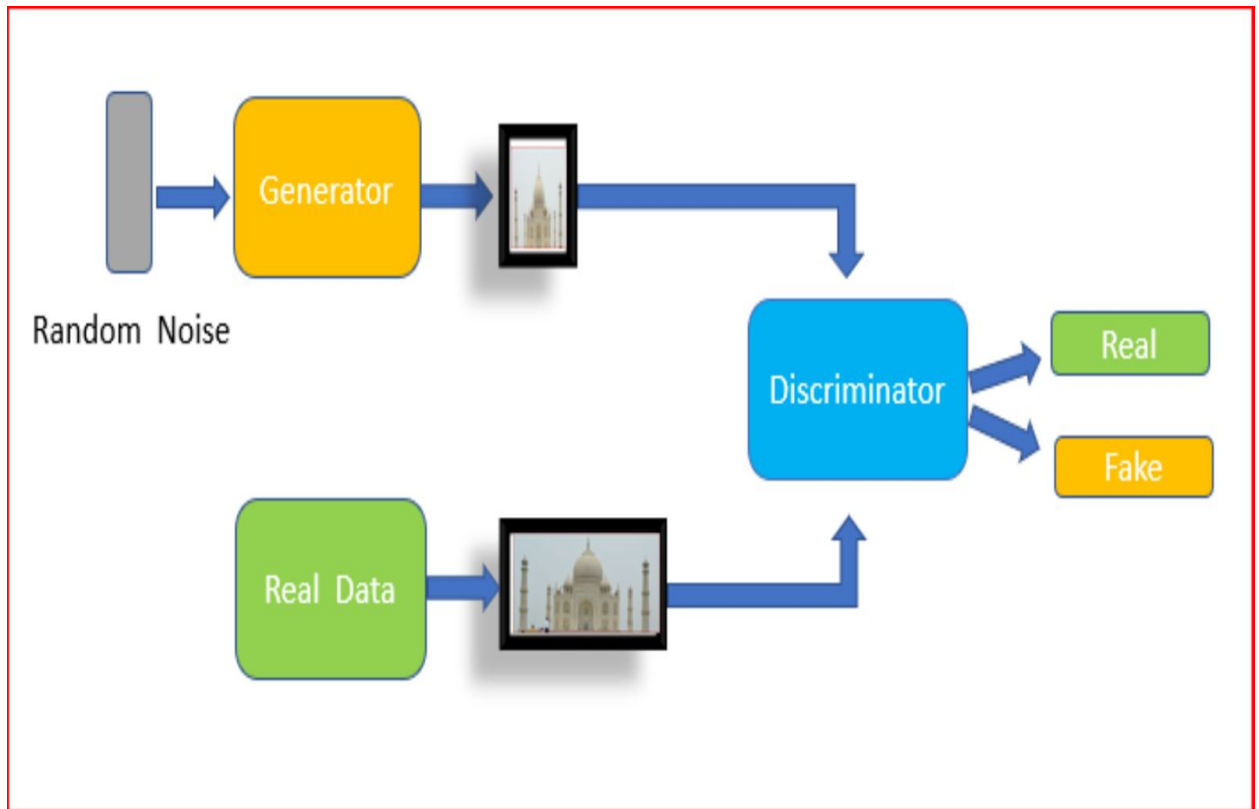 Generator
Random Noise
Real
Discriminator
Fake
Real Data